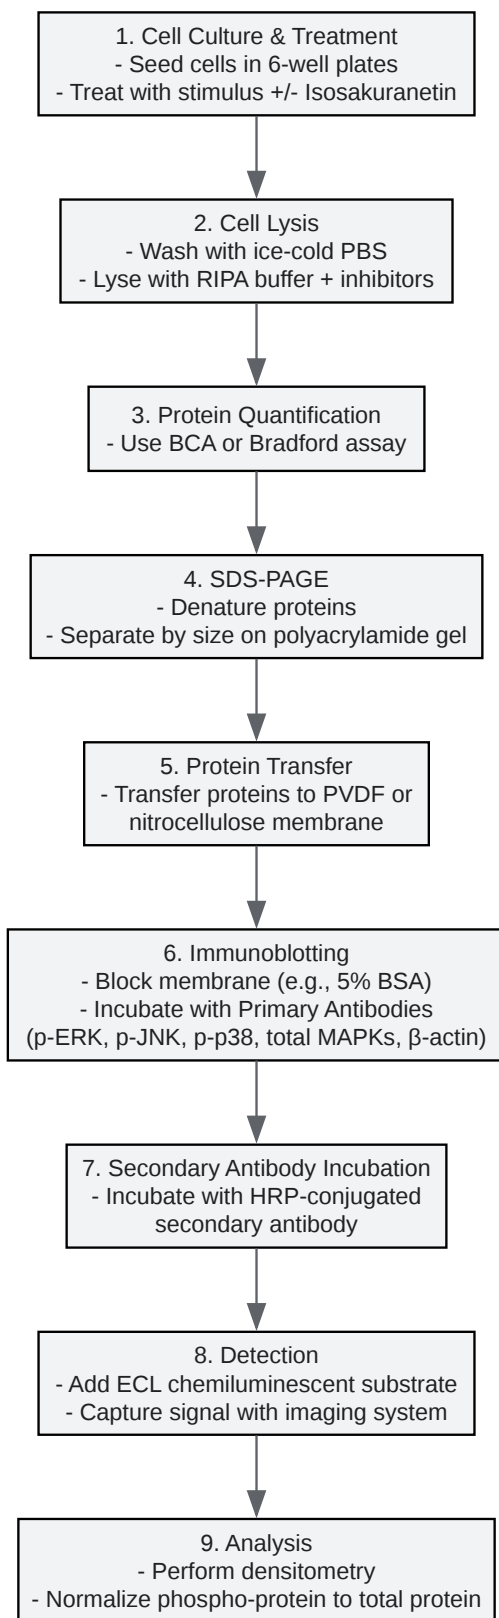 1. Cell Culture & Treatment
- Seed cells in 6-well plates
- Treat with stimulus +/- Isosakuranetin
2. Cell Lysis
- Wash with ice-cold PBS
- Lyse with RIPA buffer + inhibitors
3. Protein Quantification
- Use BCA or Bradford assay
4. SDS-PAGE
- Denature proteins
- Separate by size on polyacrylamide gel
5. Protein Transfer
- Transfer proteins to PVDF or
nitrocellulose membrane
6. Immunoblotting
- Block membrane (e.g., 5% BSA)
- Incubate with Primary Antibodies
(p-ERK, p-JNK, p-p38, total MAPKs, β-actin)
7. Secondary Antibody Incubation
- Incubate with HRP-conjugated
secondary antibody
8. Detection
- Add ECL chemiluminescent substrate
- Capture signal with imaging system
9. Analysis
- Perform densitometry
- Normalize phospho-protein to total protein